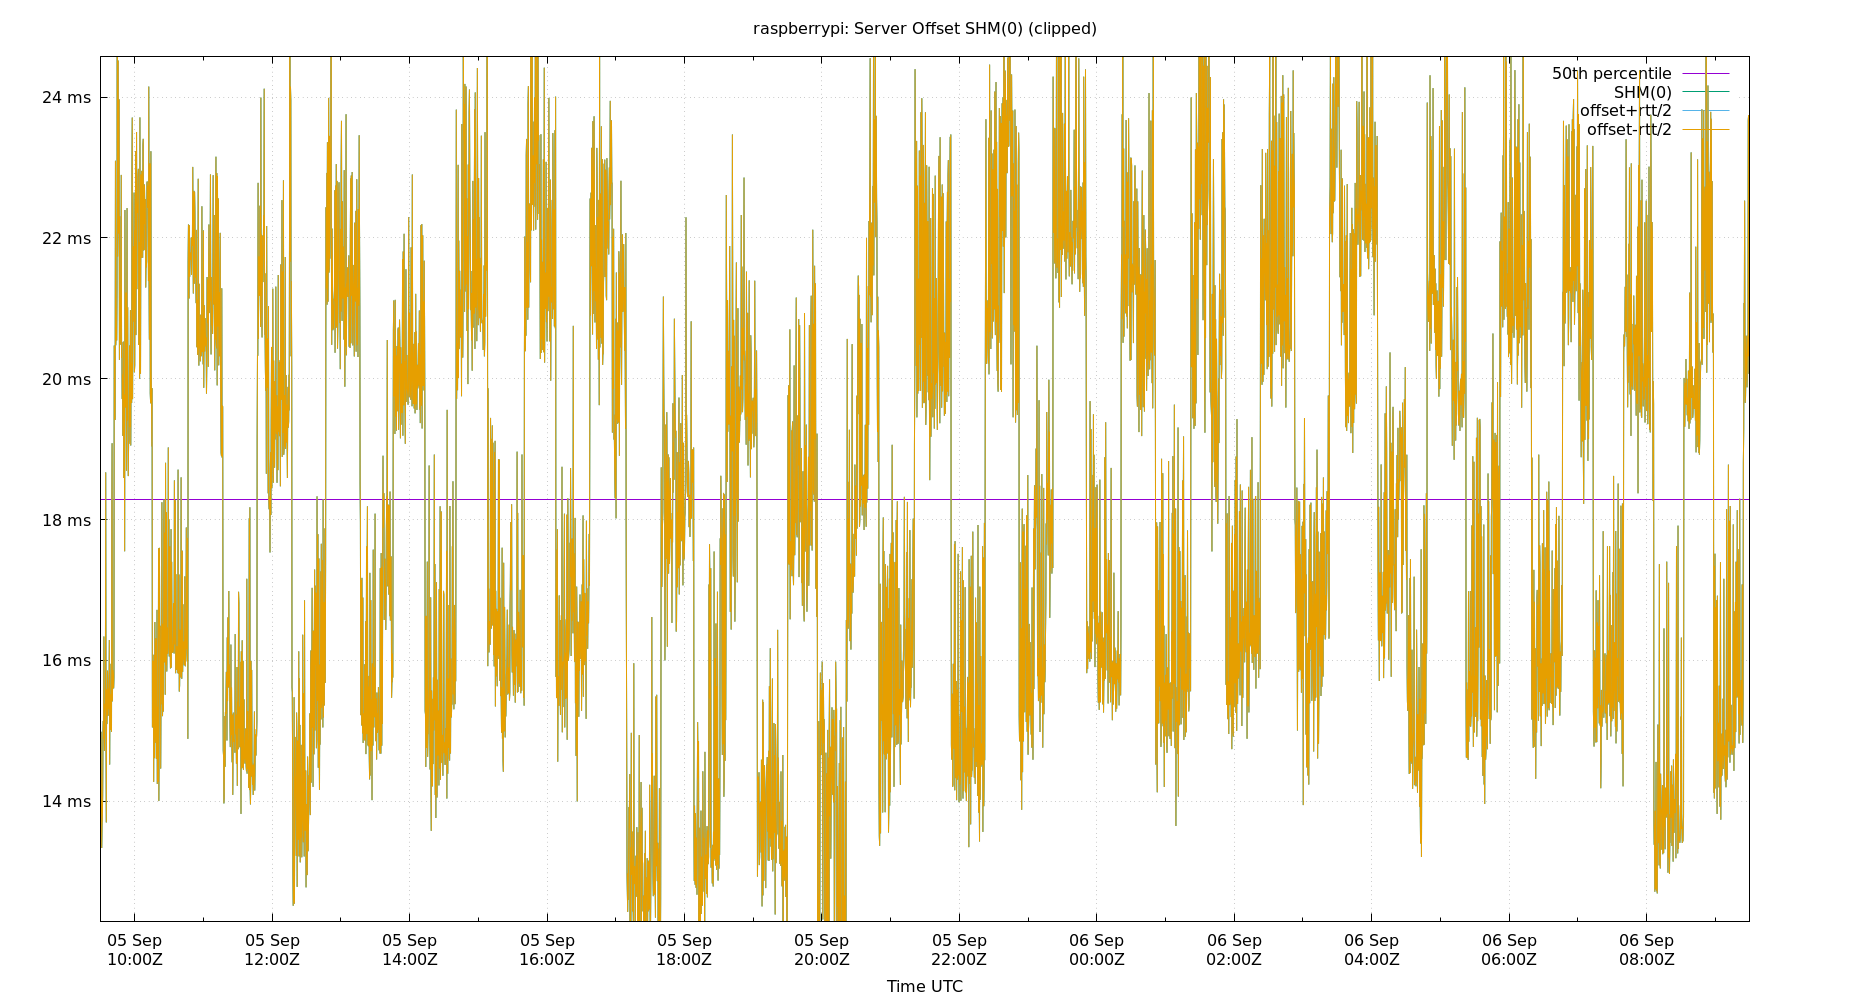 raspberrypi: Server Offset SHM(0) (clipped)
50th percentile
SHM(0)
offset+rtt/2
offset-rtt/2
24 ms
22 ms
20 ms
18 ms
16 ms
14 ms
05 Sep 05 Sep 05 Sep 05 Sep 05 Sep 05 Sep 05 Sep 06 Sep 06 Sep 06 Sep 06 Sep 06 Sep
10:00Z 12:00Z 14:00Z 16:00Z 18:00Z 20:00Z 22:00Z 00:00Z 02:00Z 04:00Z 06:00Z 08:00Z
Time UTC